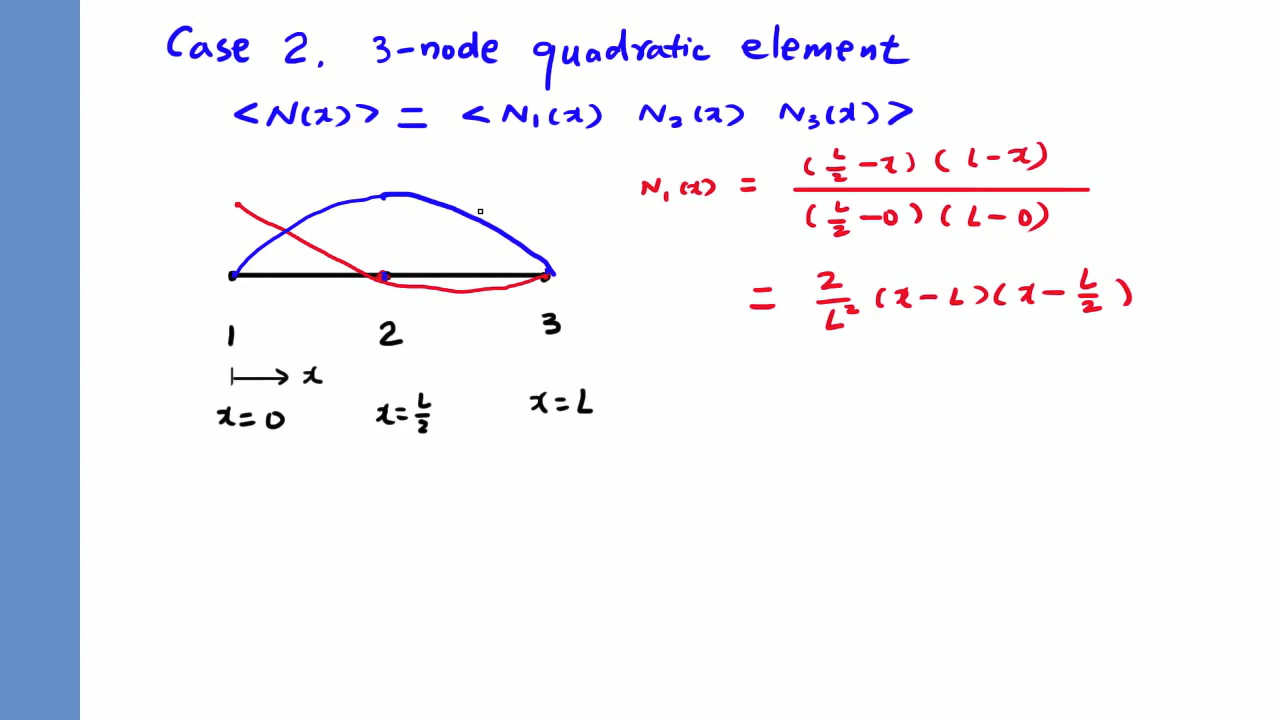 Case 2. 3-node quadratic element
<N(x)> = <N₁(x) N₂(x) N₃(x)>
N₁(x) = (L/2 - x)(L - x) / (L/2 - 0)(L - 0)
= 2/L² (x - L)(x - L/2)
1 2 3
x
x=0 x=L/2 x=L